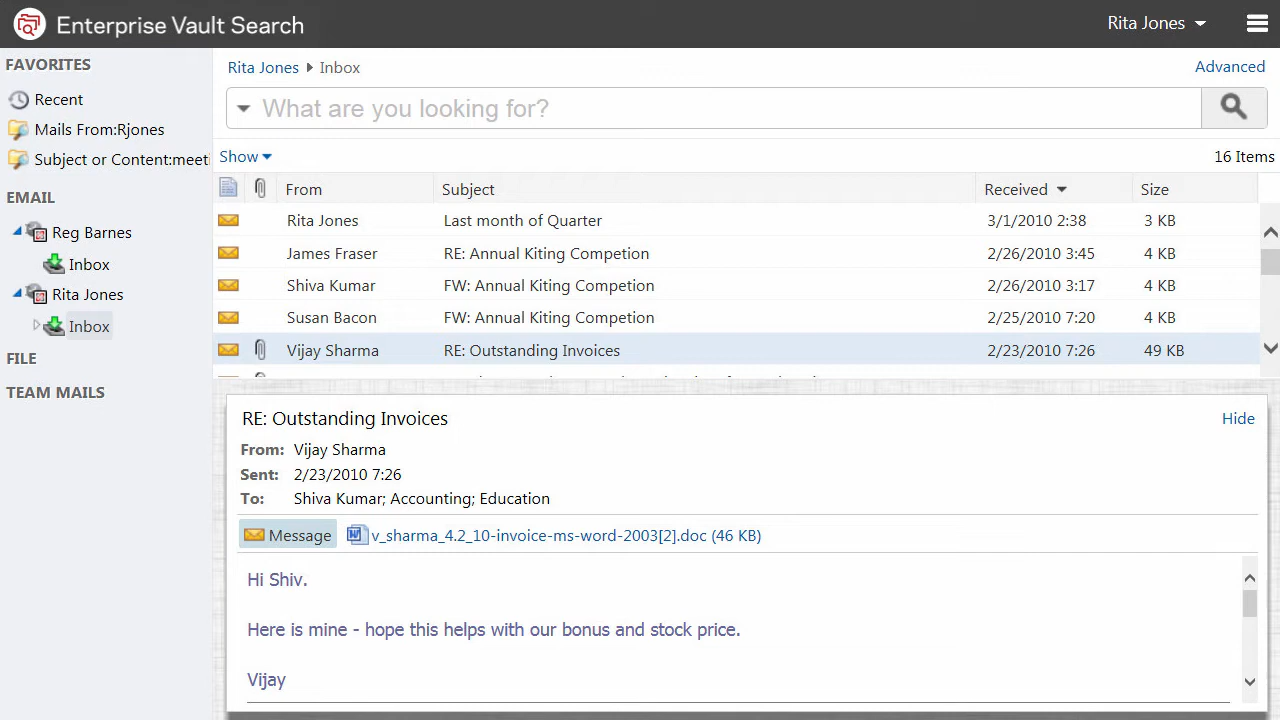 Enterprise Vault Search
Rita Jones
FAVORITES
Recent
Mails From:Rjones
Subject or Content:meeti
EMAIL
Reg Barnes
Inbox
Rita Jones
Inbox
FILE
TEAM MAILS
Rita Jones Inbox
Advanced
What are you looking for?
Show
16 Items
From Subject Received Size
Rita Jones Last month of Quarter 3/1/2010 2:38 3 KB
James Fraser RE: Annual Kiting Competition 2/26/2010 3:45 4 KB
Shiva Kumar FW: Annual Kiting Competition 2/26/2010 3:17 4 KB
Susan Bacon FW: Annual Kiting Competition 2/25/2010 7:20 4 KB
Vijay Sharma RE: Outstanding Invoices 2/23/2010 7:26 49 KB
RE: Outstanding Invoices
Hide
From: Vijay Sharma
Sent: 2/23/2010 7:26
To: Shiva Kumar; Accounting; Education
Message v_sharma_4.2_10-invoice-ms-word-2003[2].doc (46 KB)
Hi Shiv.
Here is mine - hope this helps with our bonus and stock price.
Vijay